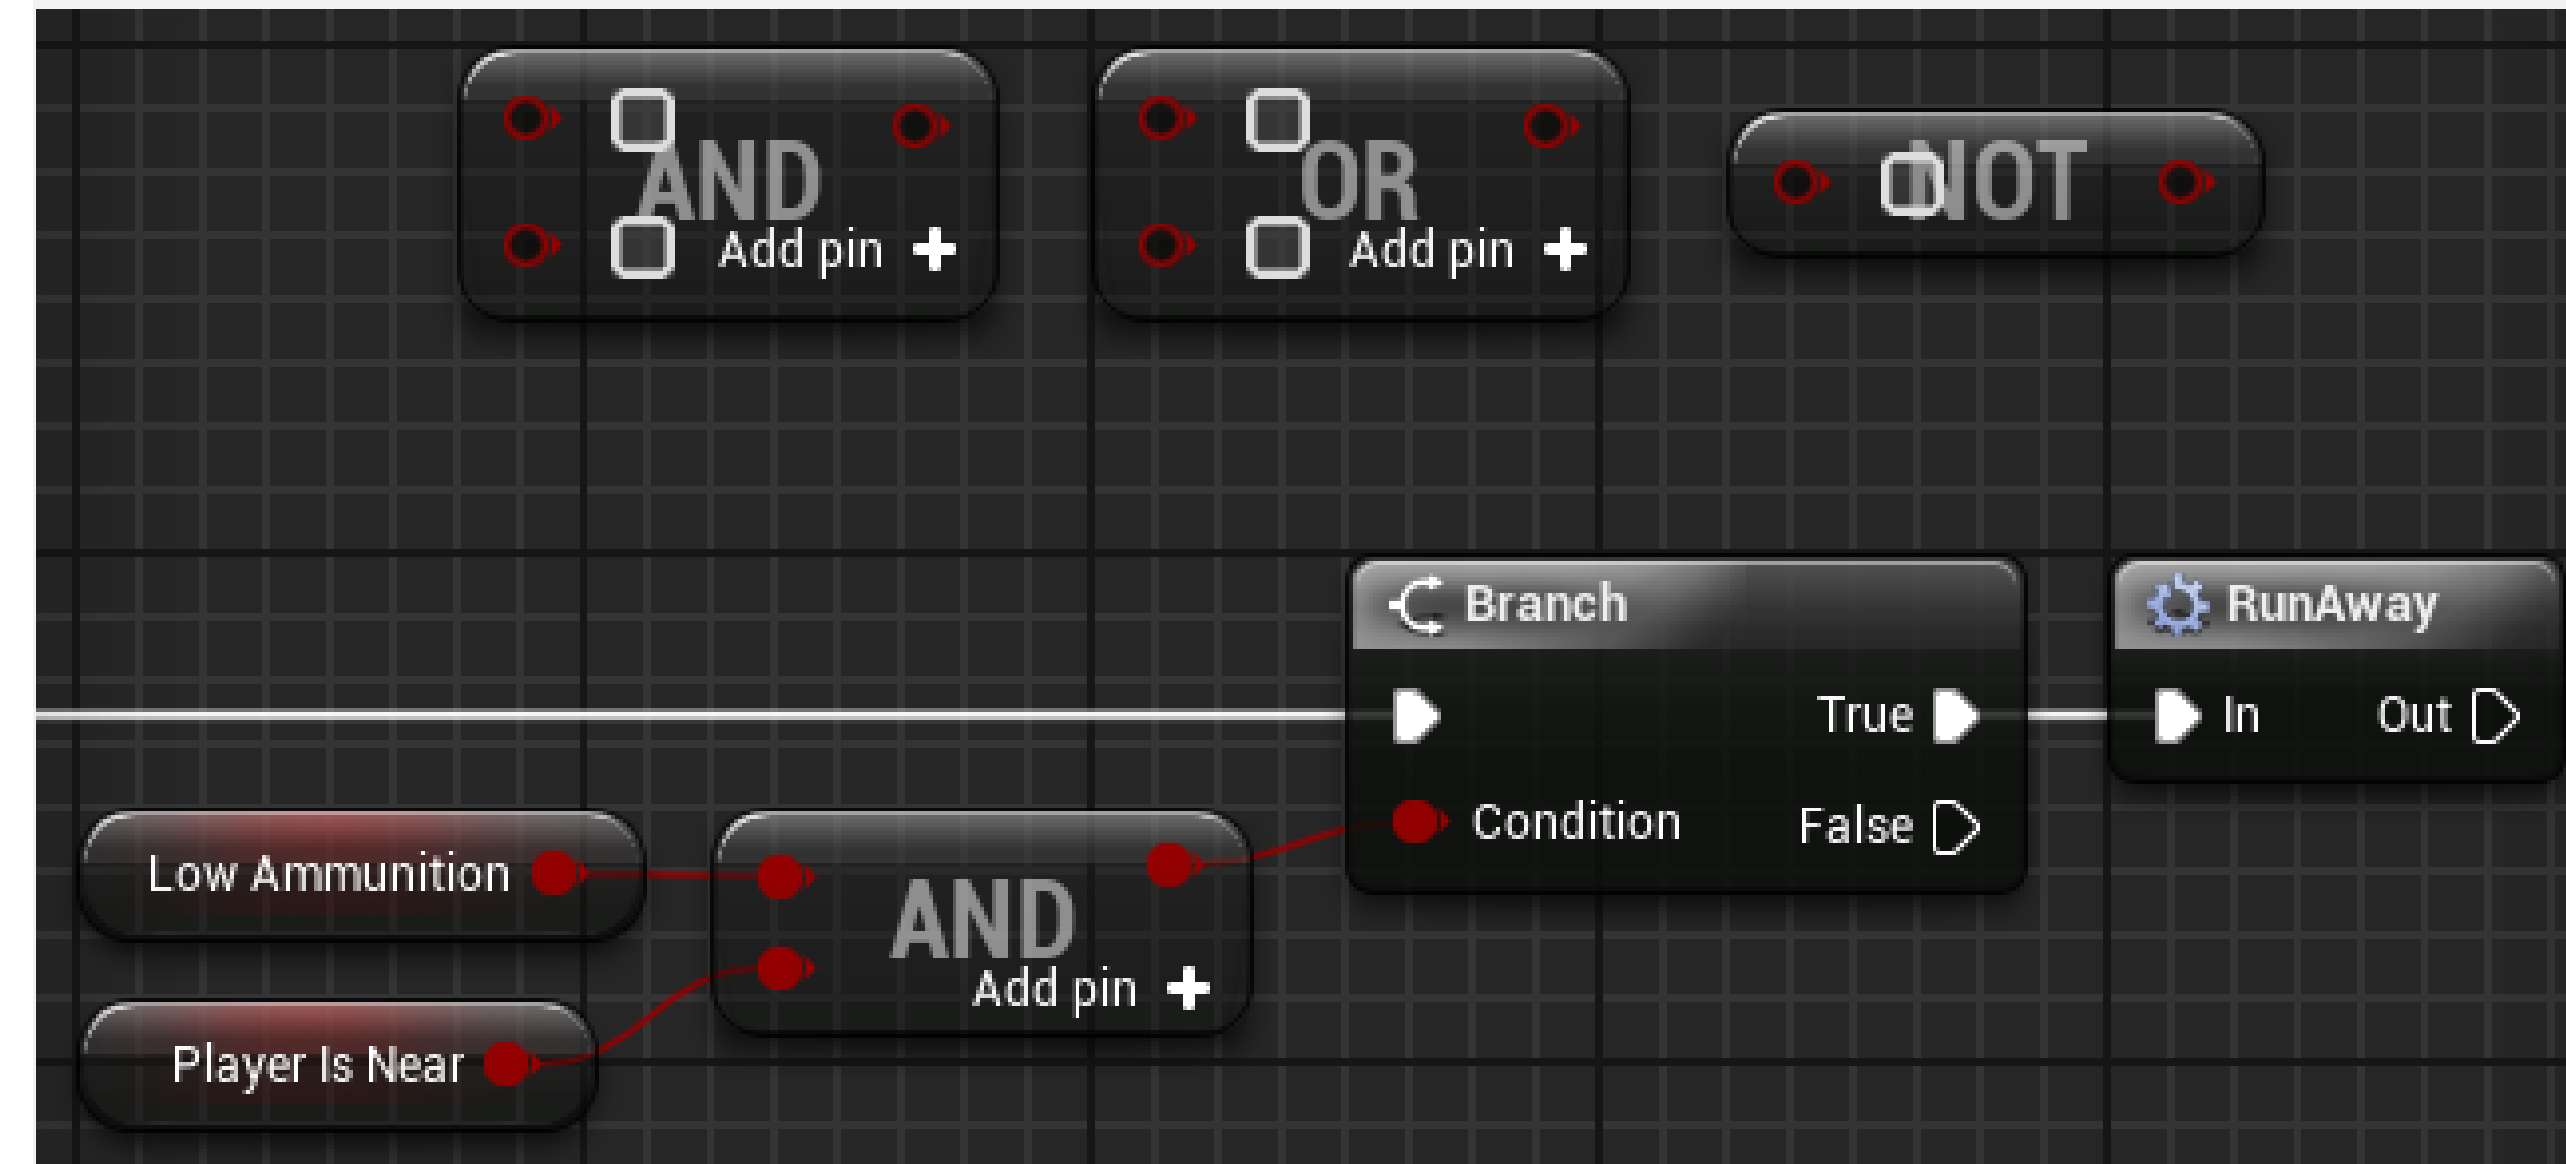 AND
Add pin
OR
Add pin
NOT
Branch
True
Condition
False
RunAway
In
Out
Low Ammunition
AND
Add pin
Player Is Near